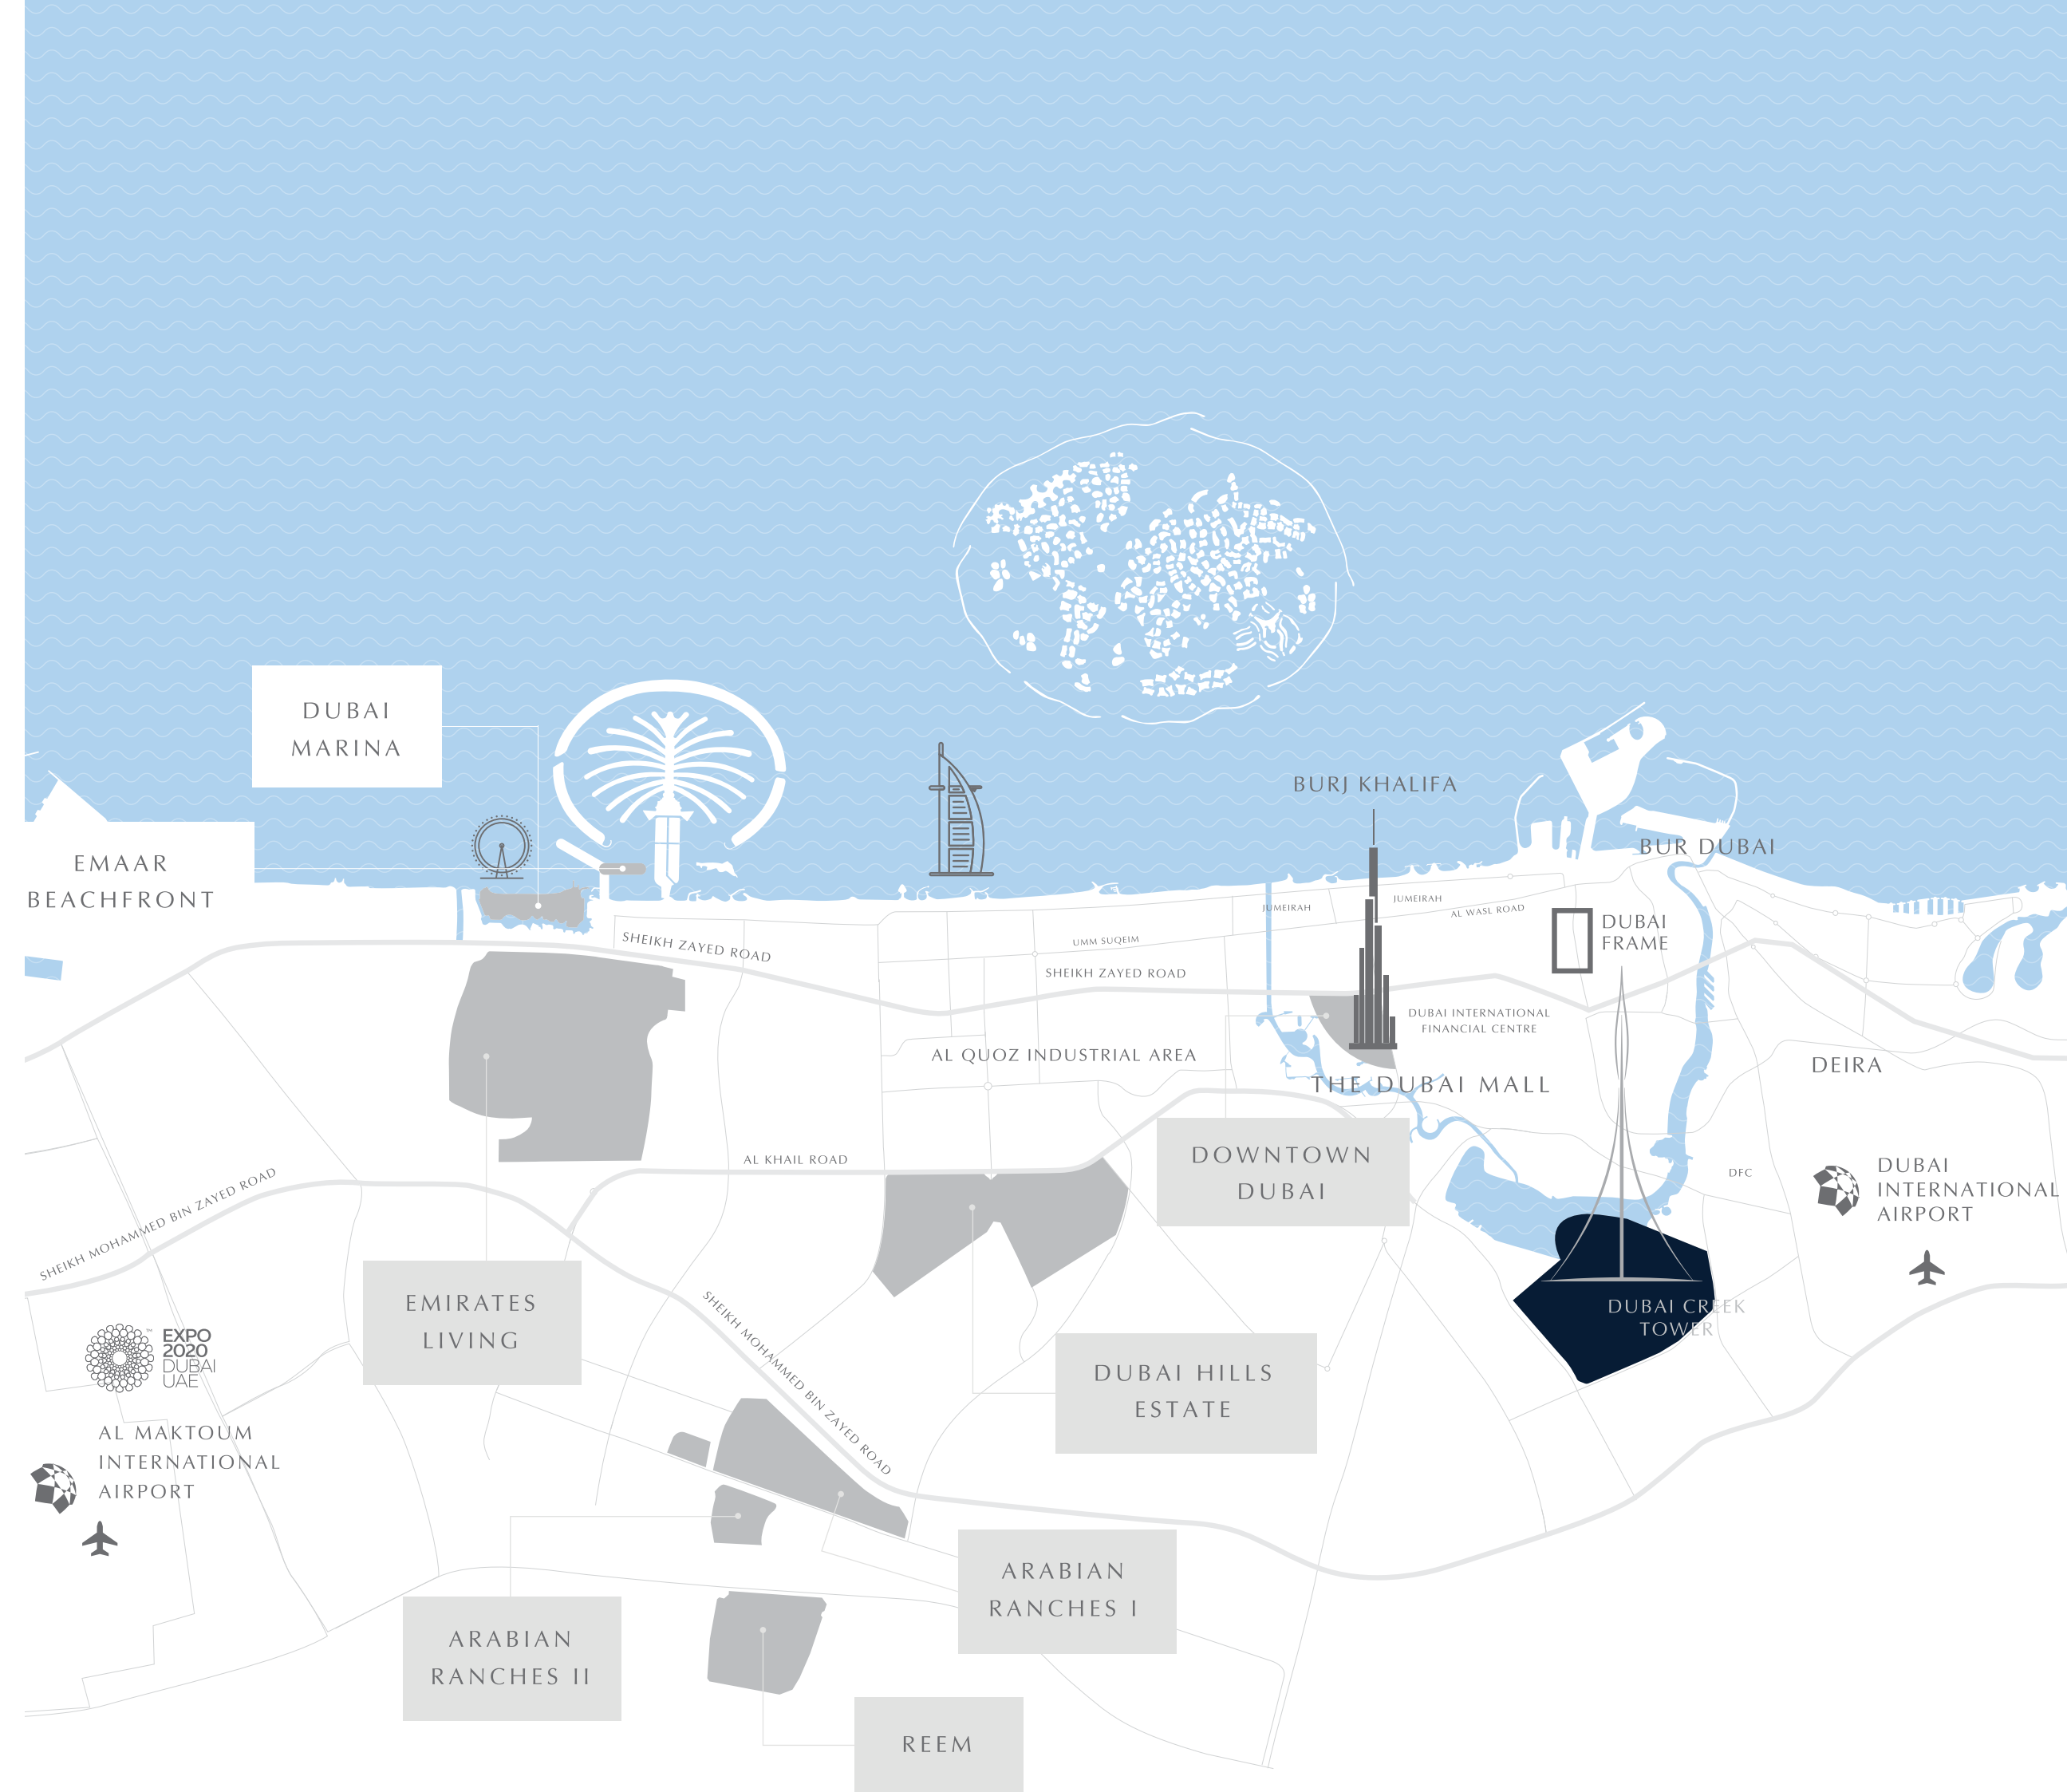 DUBAI
MARINA
BURJ KHALIFA
EMAAR
BEACHFRONT
BUR DUBAI
JUMEIRAH
JUMEIRAH
AL WASL ROAD
DUBAI
FRAME
SHEIKH ZAYED ROAD
UMM SUQEIM
SHEIKH ZAYED ROAD
DUBAI INTERNATIONAL
FINANCIAL CENTRE
AL QUOZ INDUSTRIAL AREA
THE DUBAI MALL
DEIRA
AL KHAIL ROAD
DOWNTOWN
DUBAI
DFC
DUBAI
INTERNATIONAL
AIRPORT
SHEIKH MOHAMMED BIN ZAYED ROAD
EMIRATES
LIVING
SHEIKH MOHAMMED BIN ZAYED ROAD
DUBAI CREEK
TOWER
EXPO
2020
DUBAI
UAE
™
DUBAI HILLS
ESTATE
AL MAKTOUM
INTERNATIONAL
AIRPORT
ARABIAN
RANCHES I
ARABIAN
RANCHES II
REEM